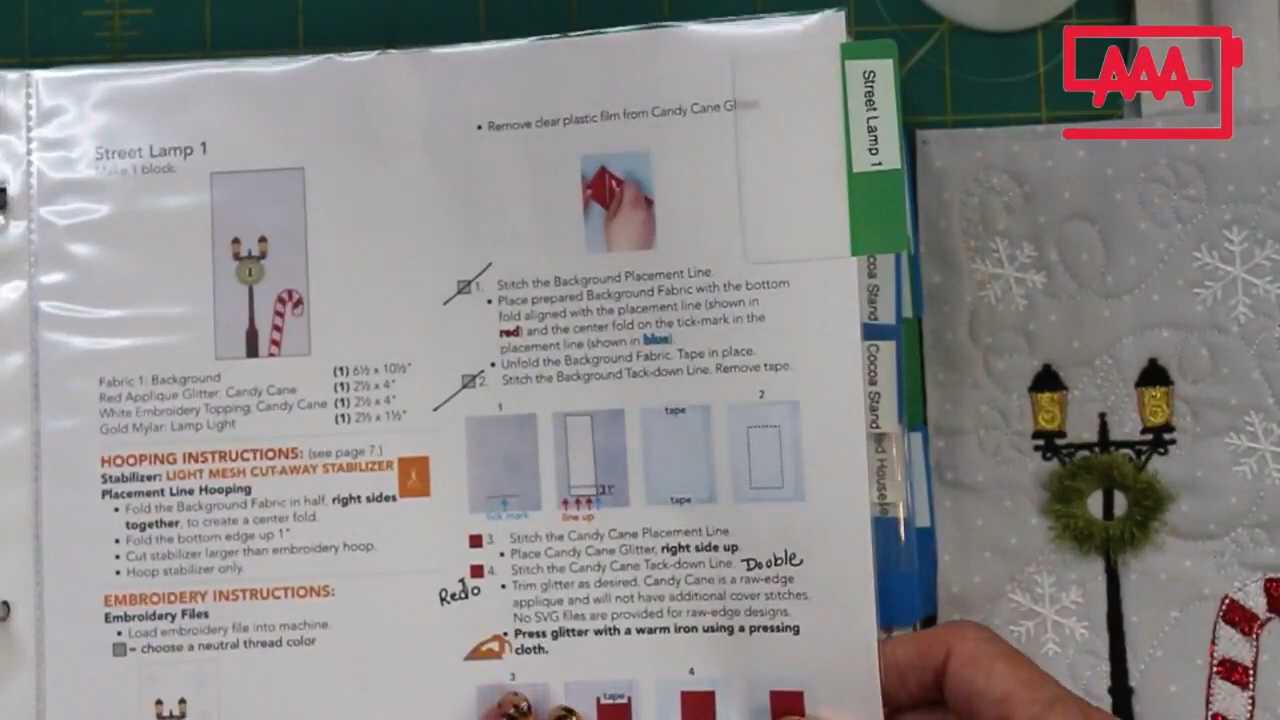 Street Lamp 1
Make 1 block.
Fabric 1: Background (1) 6½ x 10½"
Red Applique Glitter: Candy Cane (1) 2½ x 4"
White Embroidery Topping: Candy Cane (1) 2½ x 4"
Gold Mylar: Lamp Light (1) 2½ x 1½"
HOOPING INSTRUCTIONS: (see page 7.)
Stabilizer: LIGHT MESH CUT-AWAY STABILIZER
Placement Line Hooping
• Fold the Background Fabric in half, right sides
together, to create a center fold.
• Fold the bottom edge up 1"
• Cut stabilizer larger than embroidery hoop.
• Hoop stabilizer only.
EMBROIDERY INSTRUCTIONS:
Embroidery Files
• Load embroidery file into machine.
= choose a neutral thread color
• Remove clear plastic film from Candy Cane
1. Stitch the Background Placement Line.
• Place prepared Background Fabric with the bottom
fold aligned with the placement line (shown in
red) and the center fold on the tick-mark in the
placement line (shown in blue).
• Unfold the Background Fabric. Tape in place.
2. Stitch the Background Tack-down Line. Remove tape.
1 tape 2
tick mark line up tape
3. Stitch the Candy Cane Placement Line.
• Place Candy Cane Glitter, right side up
4. Stitch the Candy Cane Tack-down Line. Double
Redo
• Trim glitter as desired. Candy Cane is a raw-edge
applique and will not have additional cover stitches.
No SVG files are provided for raw-edge designs.
• Press glitter with a warm iron using a pressing
cloth.
3 tape 4
Street Lamp 1
coa Stand
Cocoa Stand
House
AAA